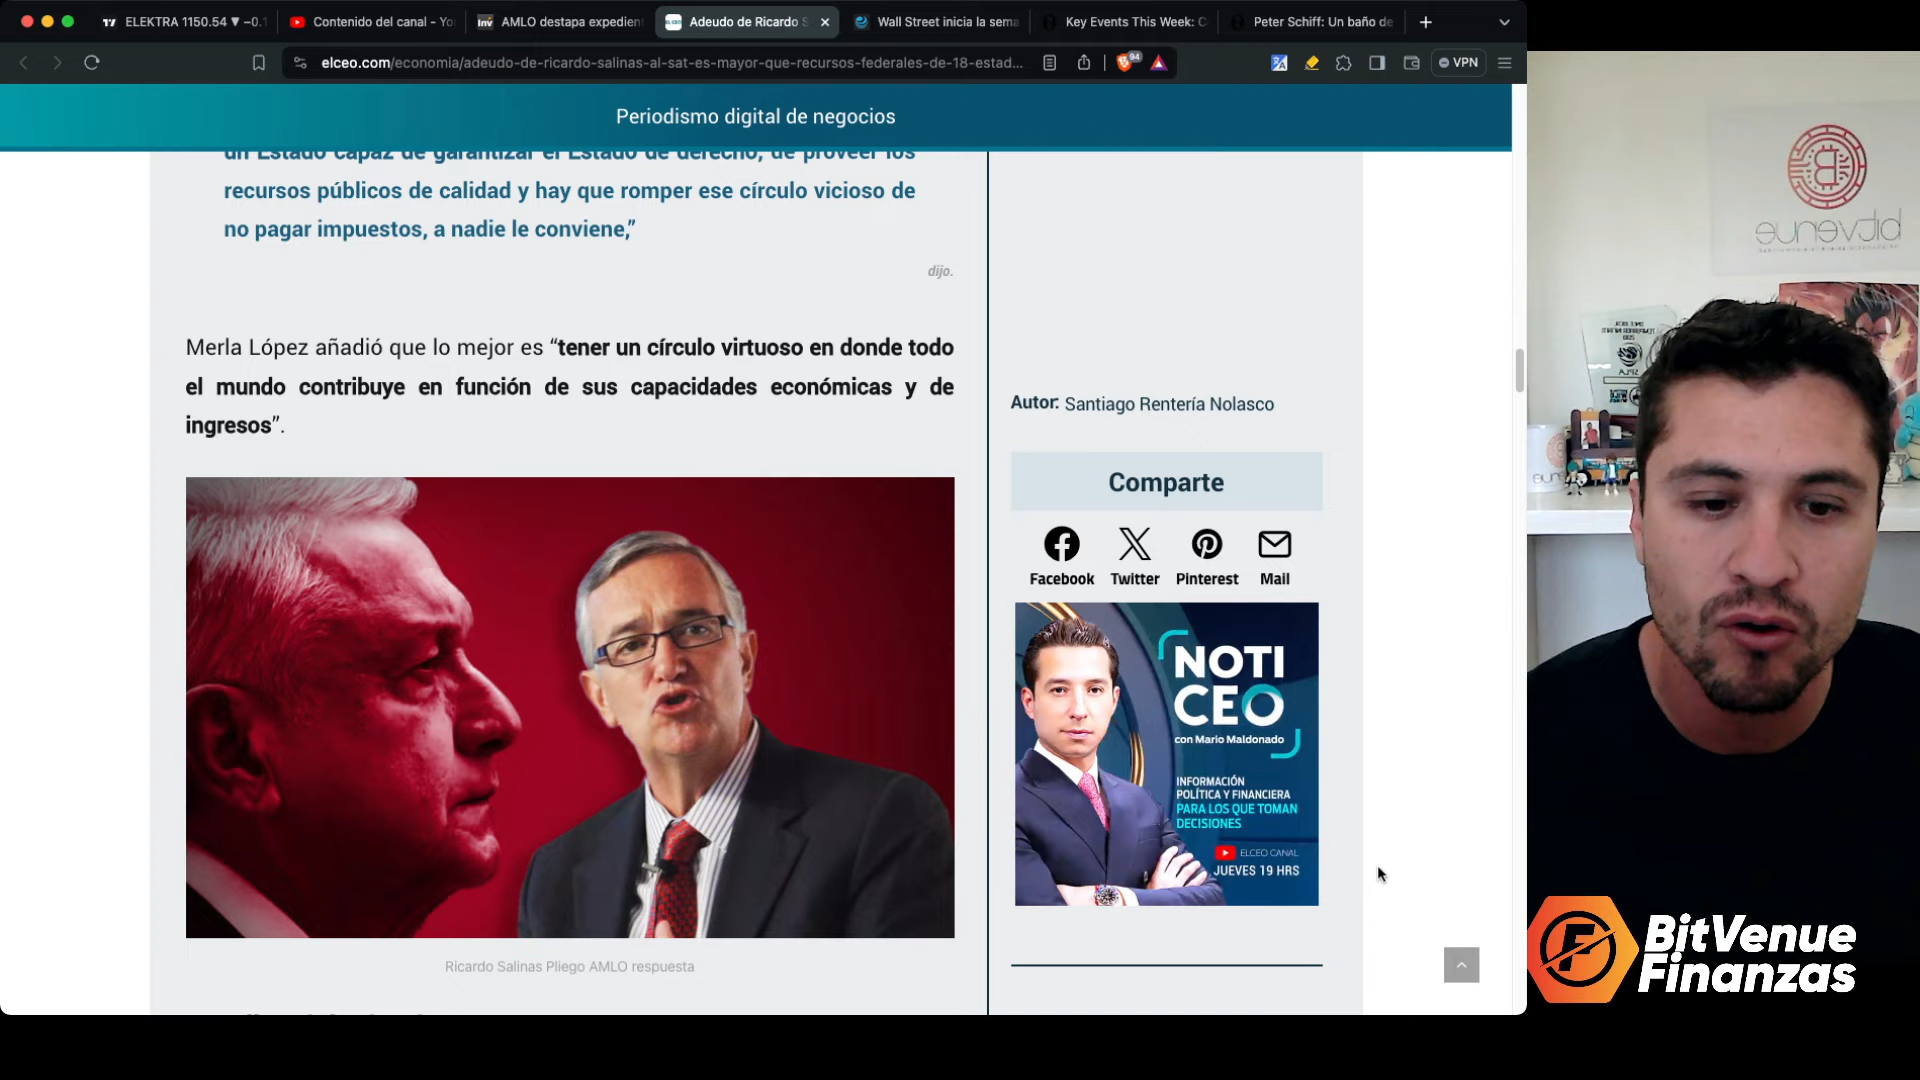 ELEKTRA 1150.54 ▼ −0.
Contenido del canal - Yo
Inv
AMLO destapa expedien
Adeudo de Ricardo S
Wall Street inicia la sema
Key Events This Week: C
Peter Schiff: Un baño de
elceo.com/economia/adeudo-de-ricardo-salinas-al-sat-es-mayor-que-recursos-federales-de-18-estad...
94
VPN
Periodismo digital de negocios
un Estado capaz de garantizar el Estado de derecho, de proveer los
recursos públicos de calidad y hay que romper ese círculo vicioso de
no pagar impuestos, a nadie le conviene,”
dijo.
Merla López añadió que lo mejor es “tener un círculo virtuoso en donde todo
el mundo contribuye en función de sus capacidades económicas y de
ingresos”.
Ricardo Salinas Pliego AMLO respuesta
Autor: Santiago Rentería Nolasco
Comparte
Facebook
Twitter
Pinterest
Mail
NOTI
CEO
con Mario Maldonado
INFORMACIÓN
POLÍTICA Y FINANCIERA
PARA LOS QUE TOMAN
DECISIONES
ELCEO CANAL
JUEVES 19 HRS
bitvenue
BitVenue
Finanzas